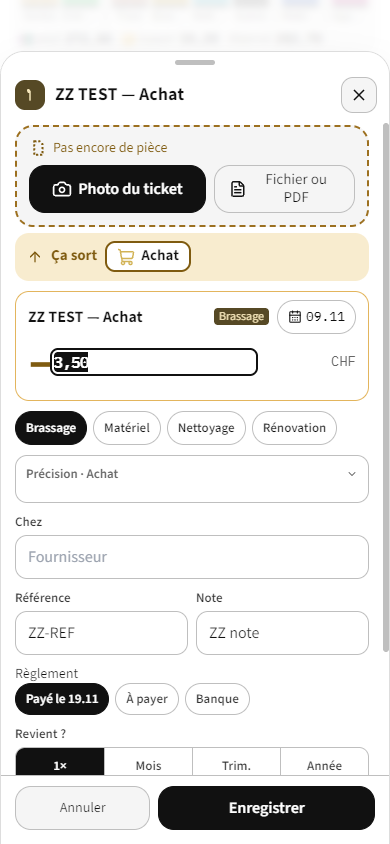 ZZ TEST — Achat
Pas encore de pièce
Photo du ticket
Fichier ou
PDF
Ça sort
Achat
ZZ TEST — Achat
Brassage
09.11
3,50
CHF
Brassage
Matériel
Nettoyage
Rénovation
Précision · Achat
Chez
Fournisseur
Référence
Note
ZZ-REF
ZZ note
Règlement
Payé le 19.11
À payer
Banque
Revient ?
1×
Mois
Trim.
Année
Annuler
Enregistrer